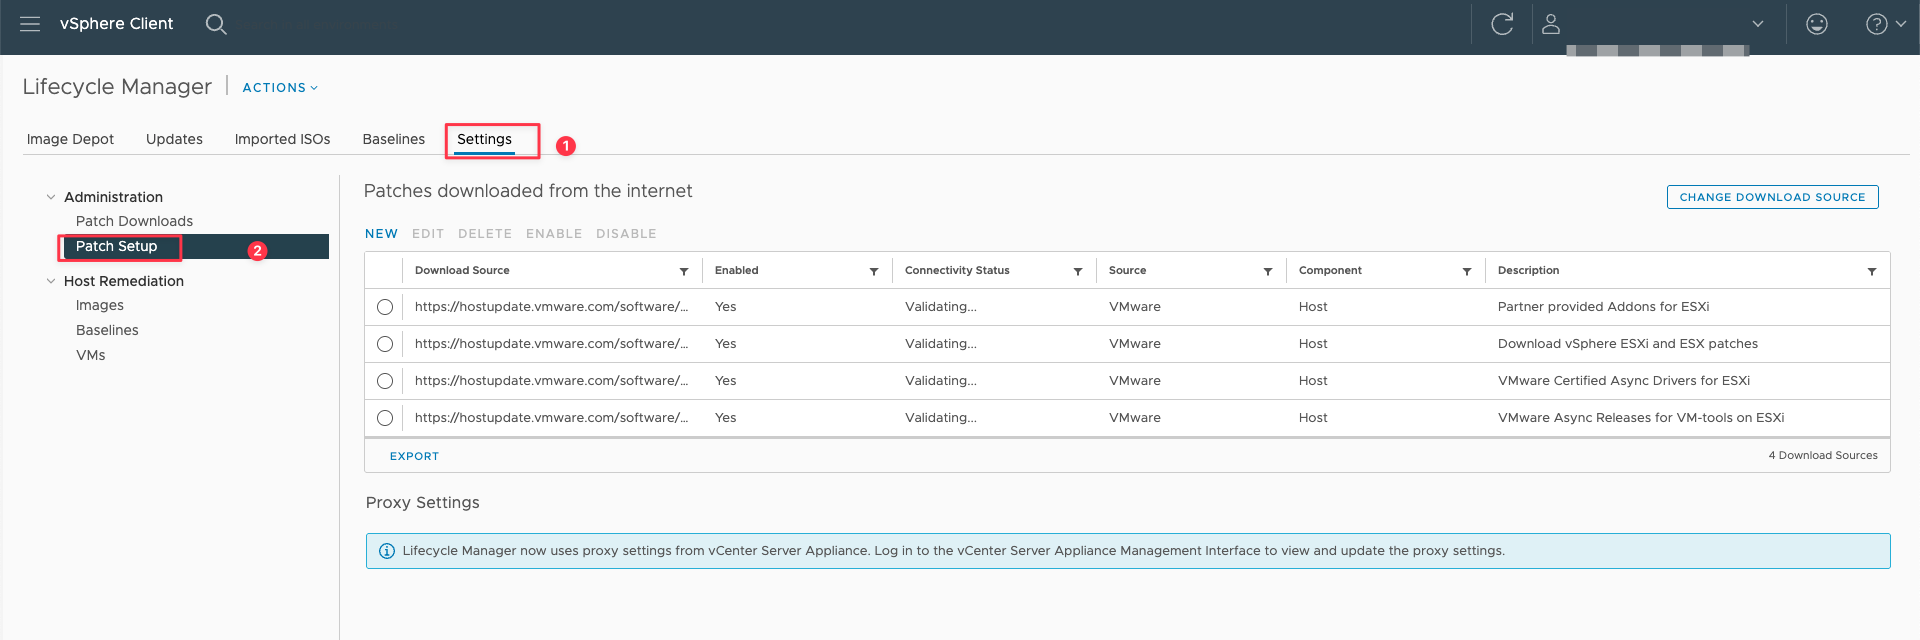 vSphere Client
Lifecycle Manager ACTIONS
Image Depot Updates Imported ISOs Baselines Settings 1
Administration
Patch Downloads
Patch Setup 2
Host Remediation
Images
Baselines
VMs
Patches downloaded from the internet CHANGE DOWNLOAD SOURCE
NEW EDIT DELETE ENABLE DISABLE
Download Source Enabled Connectivity Status Source Component Description
https://hostupdate.vmware.com/software/... Yes Validating... VMware Host Partner provided Addons for ESXi
https://hostupdate.vmware.com/software/... Yes Validating... VMware Host Download vSphere ESXi and ESX patches
https://hostupdate.vmware.com/software/... Yes Validating... VMware Host VMware Certified Async Drivers for ESXi
https://hostupdate.vmware.com/software/... Yes Validating... VMware Host VMware Async Releases for VM-tools on ESXi
EXPORT 4 Download Sources
Proxy Settings
Lifecycle Manager now uses proxy settings from vCenter Server Appliance. Log in to the vCenter Server Appliance Management Interface to view and update the proxy settings.